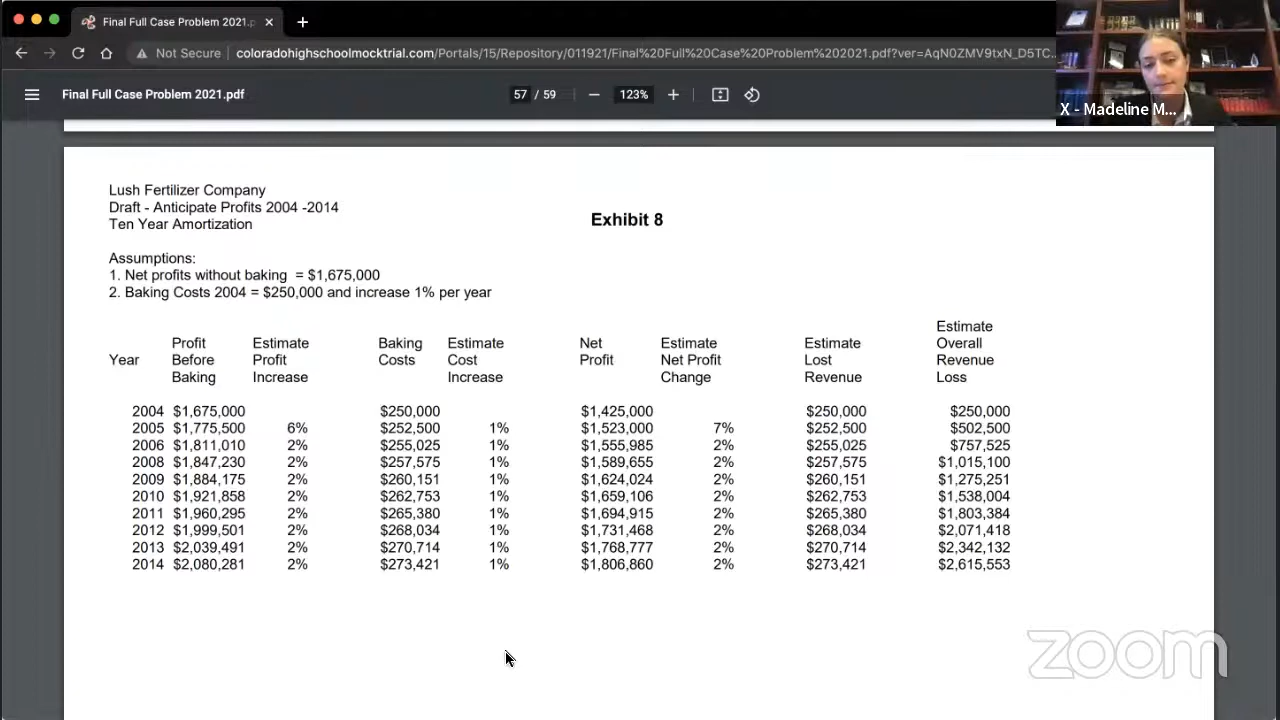 Final Full Case Problem 2021.p
Not Secure
coloradohighschoolmocktrial.com/Portals/15/Repository/011921/Final%20Full%20Case%20Problem%202021.pdf?ver=AqN0ZMV9txN_D5TC...
Final Full Case Problem 2021.pdf
57 / 59
123%
X - Madeline M...
Lush Fertilizer Company
Draft - Anticipate Profits 2004 -2014
Ten Year Amortization
Exhibit 8
Assumptions:
1. Net profits without baking = $1,675,000
2. Baking Costs 2004 = $250,000 and increase 1% per year
Estimate
Profit Estimate Baking Estimate Net Estimate Estimate Overall
Year Before Profit Costs Cost Profit Net Profit Lost Revenue
Baking Increase Increase Change Revenue Loss
2004 $1,675,000 $250,000 $1,425,000 $250,000 $250,000
2005 $1,775,500 6% $252,500 1% $1,523,000 7% $252,500 $502,500
2006 $1,811,010 2% $255,025 1% $1,555,985 2% $255,025 $757,525
2008 $1,847,230 2% $257,575 1% $1,589,655 2% $257,575 $1,015,100
2009 $1,884,175 2% $260,151 1% $1,624,024 2% $260,151 $1,275,251
2010 $1,921,858 2% $262,753 1% $1,659,106 2% $262,753 $1,538,004
2011 $1,960,295 2% $265,380 1% $1,694,915 2% $265,380 $1,803,384
2012 $1,999,501 2% $268,034 1% $1,731,468 2% $268,034 $2,071,418
2013 $2,039,491 2% $270,714 1% $1,768,777 2% $270,714 $2,342,132
2014 $2,080,281 2% $273,421 1% $1,806,860 2% $273,421 $2,615,553
zoom